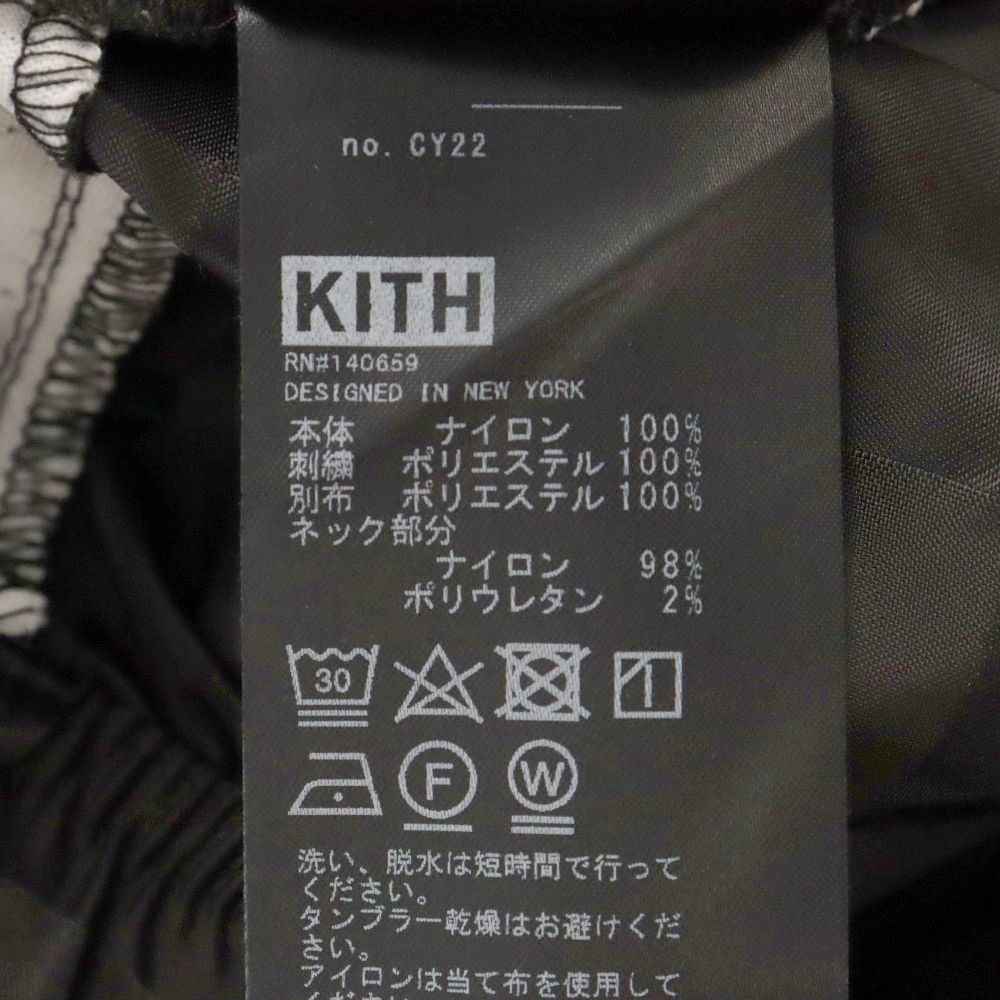 no. CY22
KITH
RN#140659
DESIGNED IN NEW YORK
本体 ナイロン 100%
刺繍 ポリエステル 100%
別布 ポリエステル 100%
ネック部分
ナイロン 98%
ポリウレタン 2%
30
F
W
洗い、脱水は短時間で行って
ください。
タンブラー乾燥はお避けくだ
さい。
アイロンは当て布を使用して